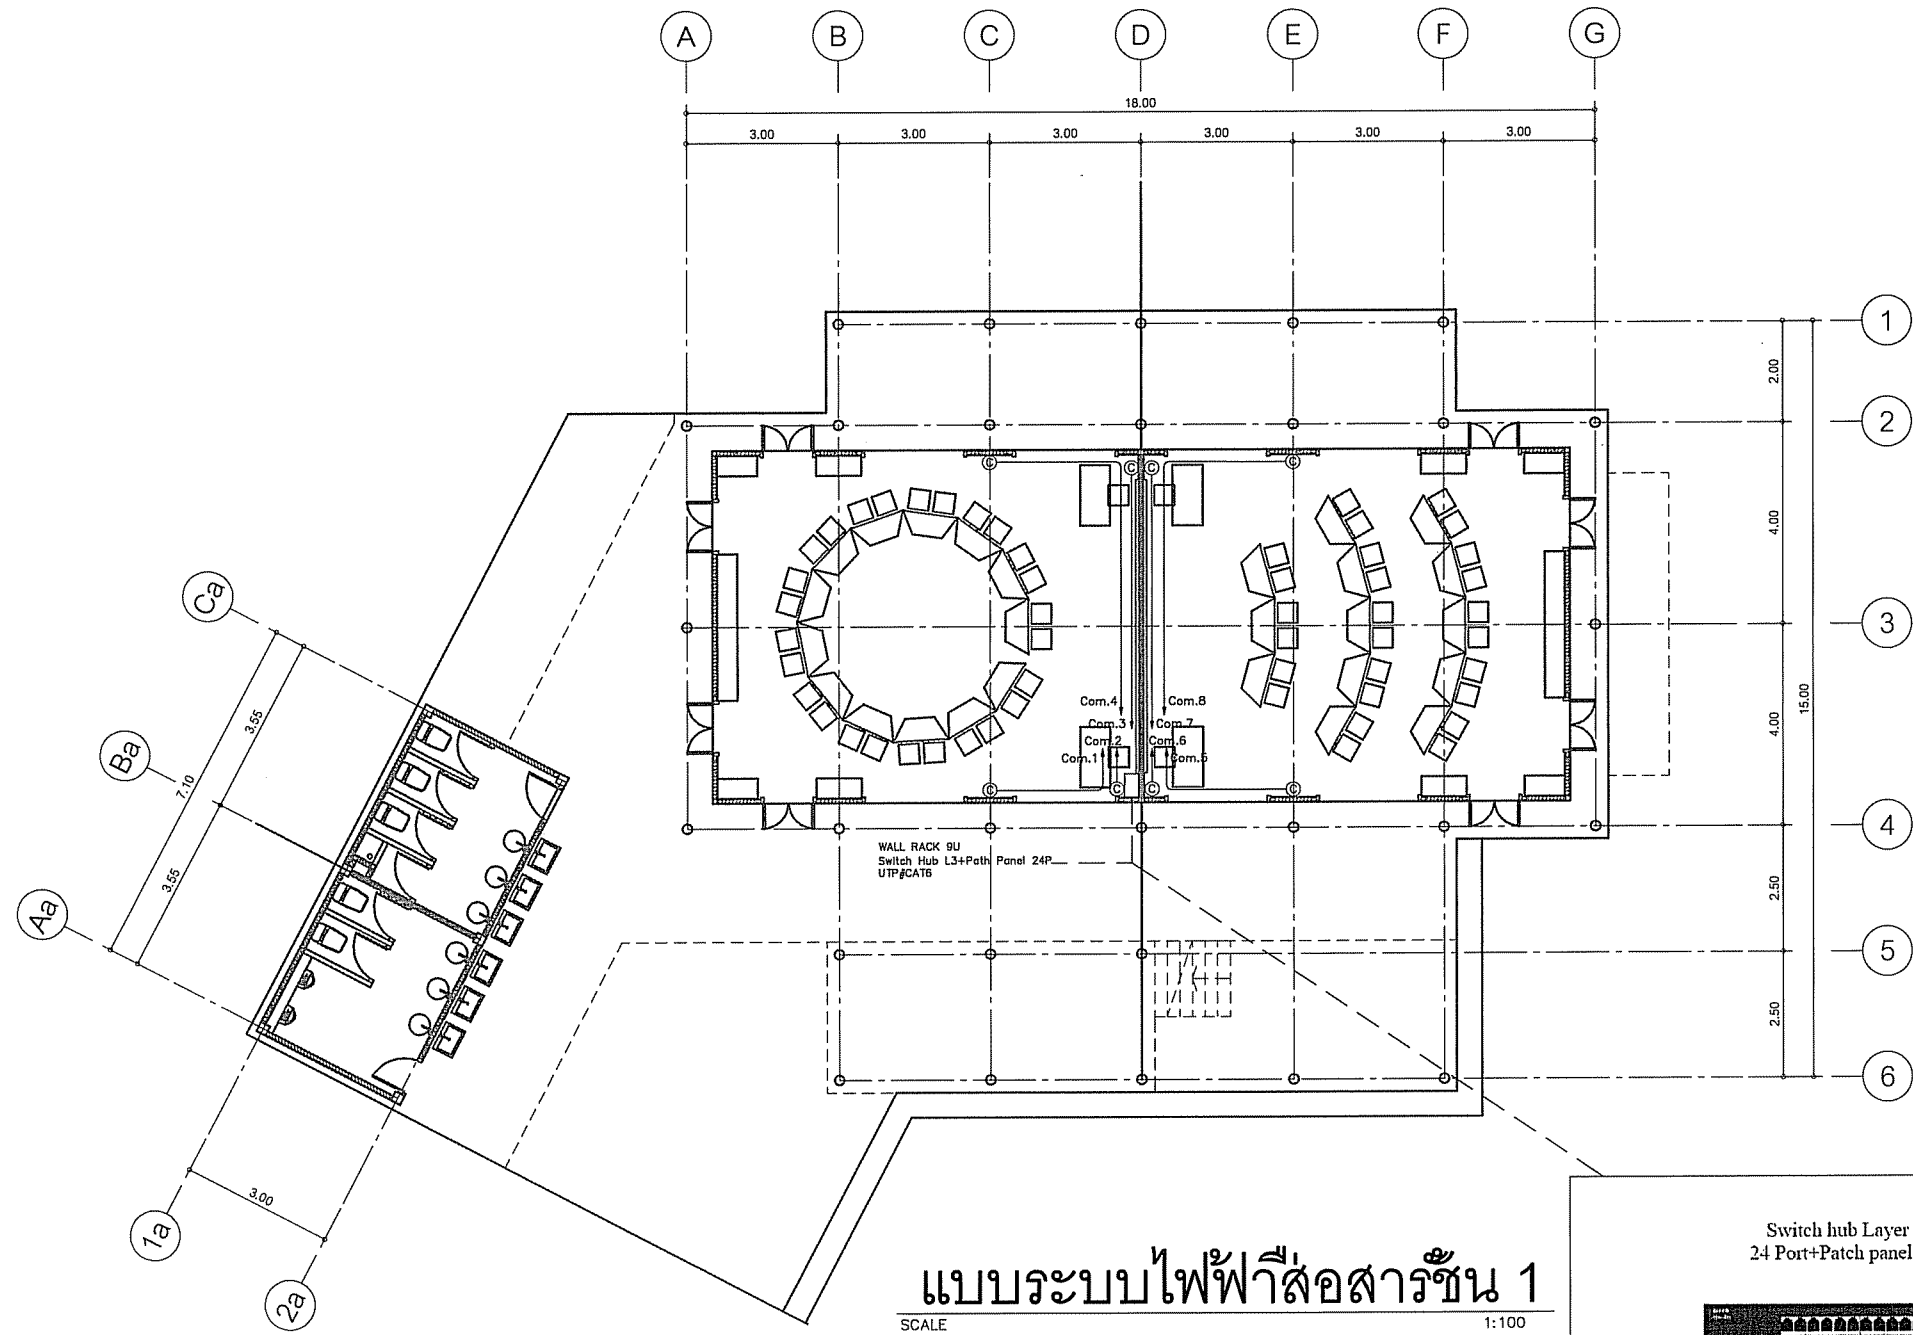 A B C D E F G
18.00
3.00 3.00 3.00 3.00 3.00 3.00
1
2.00
2
4.00
3
4.00
15.00
4
2.50
5
2.50
6
Ca
3.55
Ba
7.10
3.55
Aa
1a
3.00
2a
C C C C
Com.4 Com.8
Com.3 Com.7
Com.2 Com.6
Com.1 Com.5
C C C C
WALL RACK 9U
Switch Hub L3+Path Panel 24P
UTP#CAT6
แบบระบบไฟฟ้าสื่อสารชั้น 1
SCALE 1:100
Switch hub Layer
24 Port+Patch panel